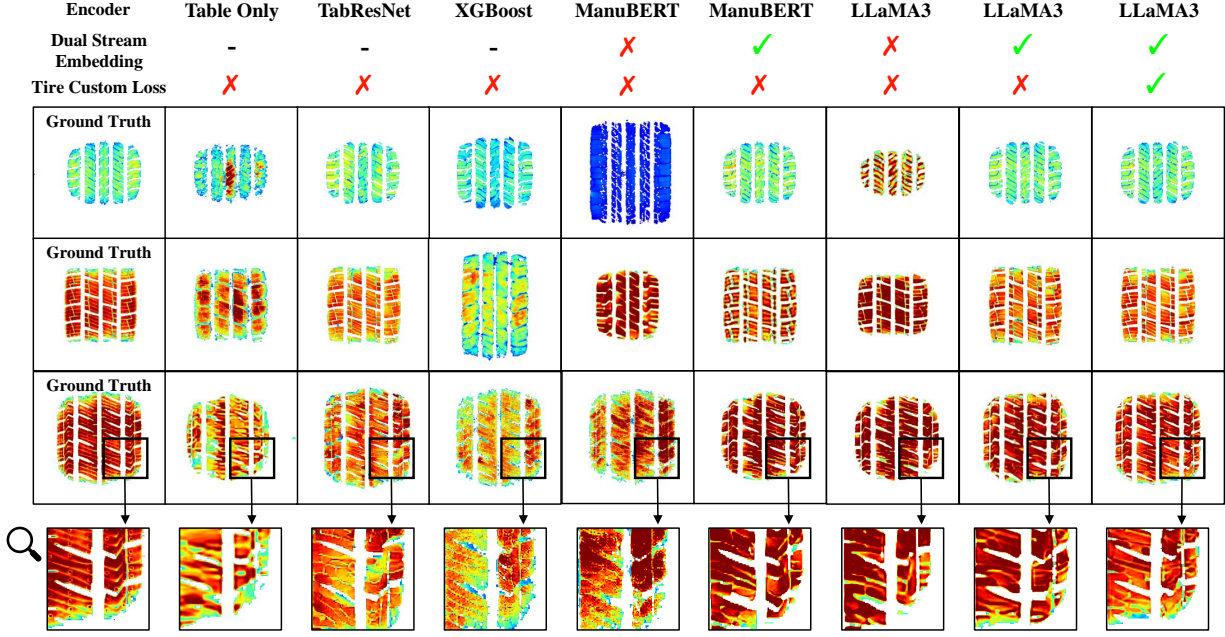 Encoder Table Only TabResNet XGBoost ManuBERT ManuBERT LLaMA3 LLaMA3 LLaMA3
Dual Stream
Embedding - - - ✗ ✓ ✗ ✓ ✓
Tire Custom Loss ✗ ✗ ✗ ✗ ✗ ✗ ✗ ✓
Ground Truth
Ground Truth
Ground Truth